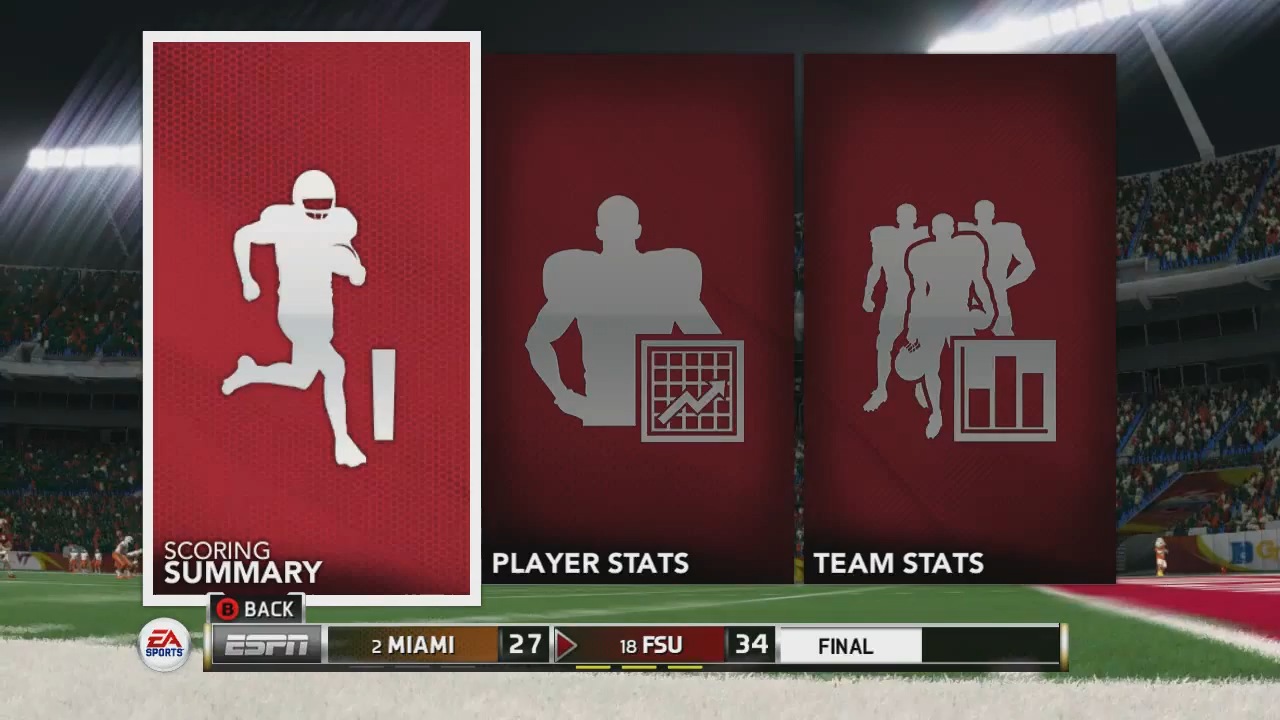 SCORING
SUMMARY
PLAYER STATS
TEAM STATS
B BACK
EA
SPORTS
ESPN
2 MIAMI 27
18 FSU 34
FINAL